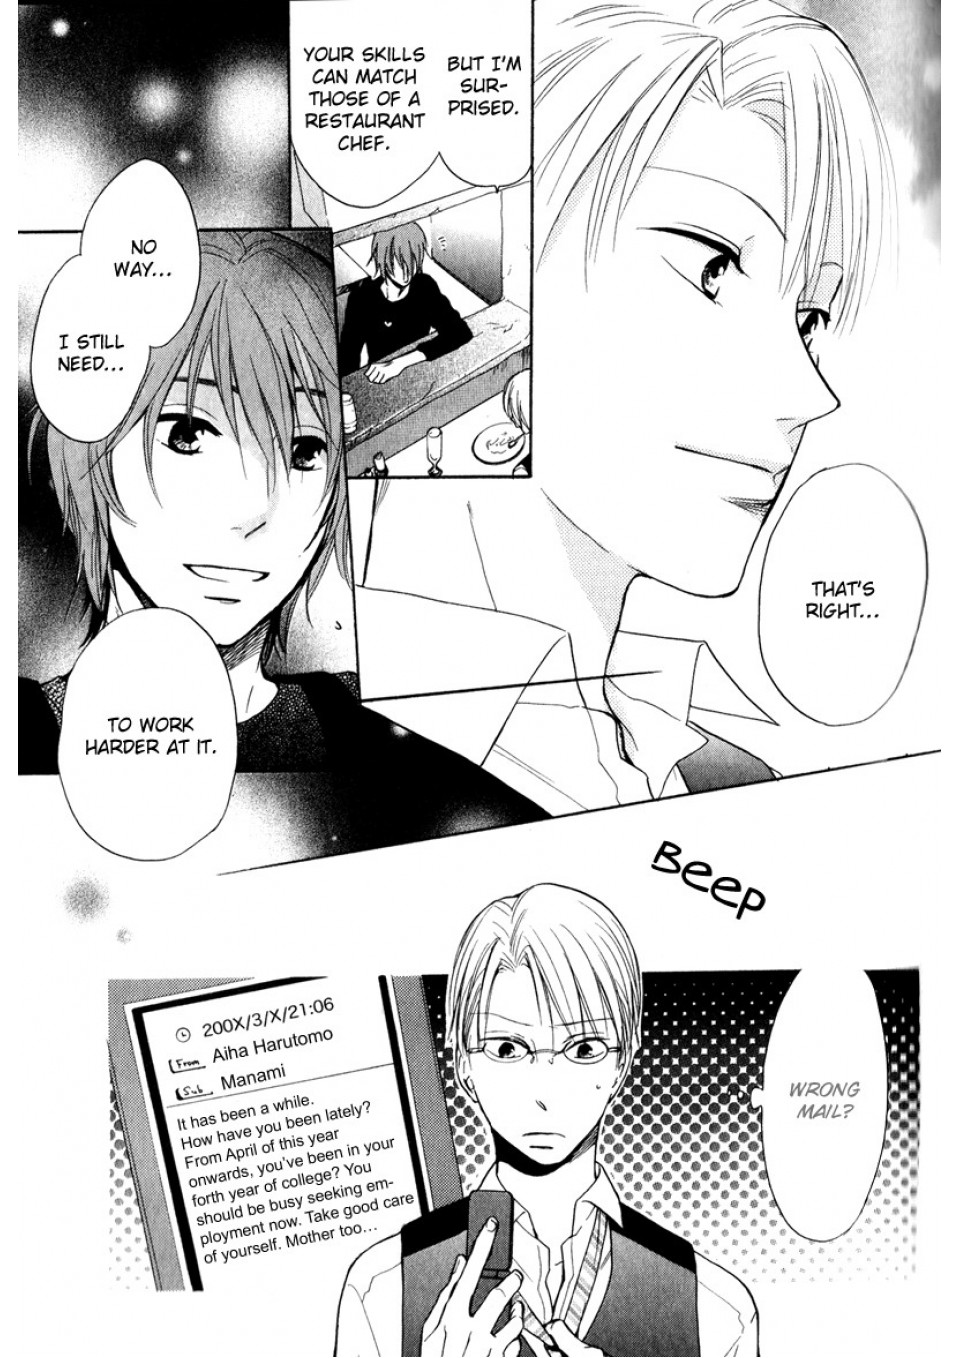 BUT I'M
SUR-
PRISED.
YOUR SKILLS
CAN MATCH
THOSE OF A
RESTAURANT
CHEF.
NO
WAY...
I STILL
NEED...
TO WORK
HARDER AT IT.
THAT'S
RIGHT...
Beep
200X/3/X/21:06
From Aiha Harutomo
Sub Manami
It has been a while.
How have you been lately?
From April of this year
onwards, you've been in your
forth year of college? You
should be busy seeking em-
ployment now. Take good care
of yourself. Mother too...
WRONG
MAIL?